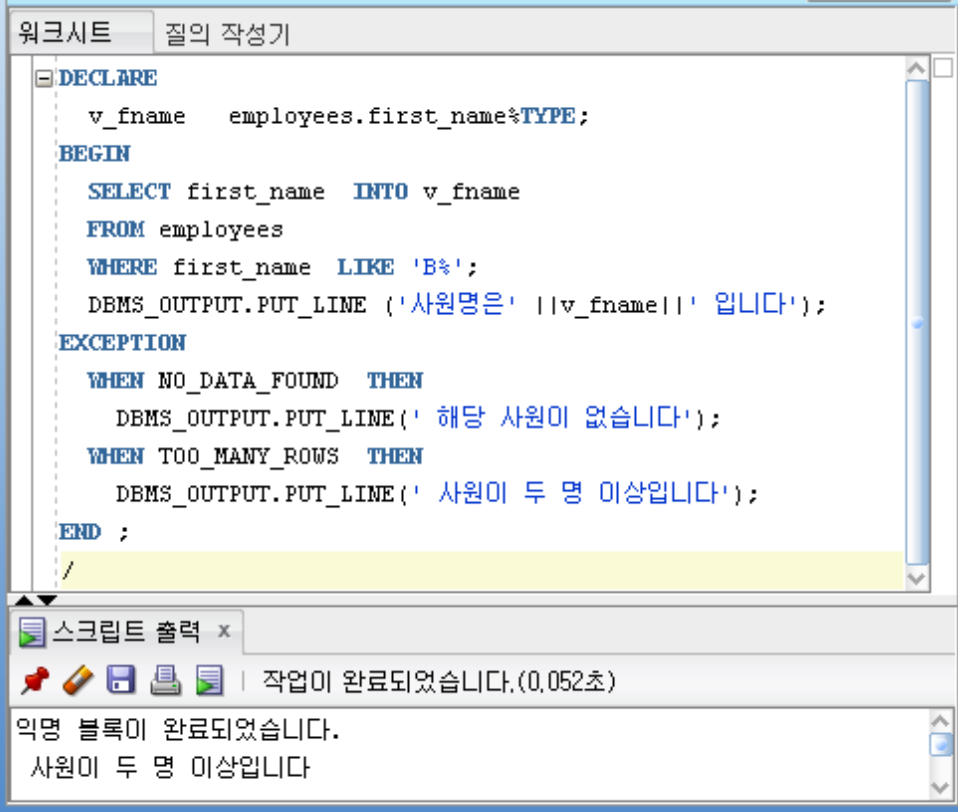 워크시트 질의 작성기
DECLARE
v_fname employees.first_name%TYPE;
BEGIN
SELECT first_name INTO v_fname
FROM employees
WHERE first_name LIKE 'B%';
DBMS_OUTPUT.PUT_LINE ('사원명은' ||v_fname||' 입니다');
EXCEPTION
WHEN NO_DATA_FOUND THEN
DBMS_OUTPUT.PUT_LINE(' 해당 사원이 없습니다');
WHEN TOO_MANY_ROWS THEN
DBMS_OUTPUT.PUT_LINE(' 사원이 두 명 이상입니다');
END ;
/
스크립트 출력 x
작업이 완료되었습니다.(0.052초)
익명 블록이 완료되었습니다.
사원이 두 명 이상입니다